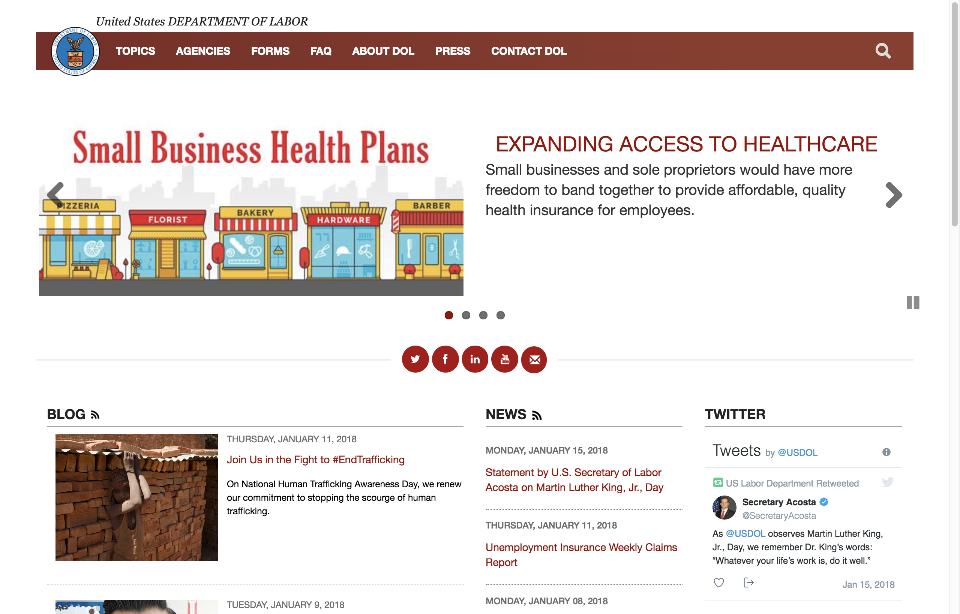 United States DEPARTMENT OF LABOR
TOPICS AGENCIES FORMS FAQ ABOUT DOL PRESS CONTACT DOL
Small Business Health Plans
PIZZERIA
FLORIST
BAKERY
HARDWARE
BARBER
EXPANDING ACCESS TO HEALTHCARE
Small businesses and sole proprietors would have more
freedom to band together to provide affordable, quality
health insurance for employees.
BLOG
THURSDAY, JANUARY 11, 2018
Join Us in the Fight to #EndTrafficking
On National Human Trafficking Awareness Day, we renew
our commitment to stopping the scourge of human
trafficking.
TUESDAY, JANUARY 9, 2018
NEWS
MONDAY, JANUARY 15, 2018
Statement by U.S. Secretary of Labor
Acosta on Martin Luther King, Jr., Day
THURSDAY, JANUARY 11, 2018
Unemployment Insurance Weekly Claims
Report
MONDAY, JANUARY 08, 2018
TWITTER
Tweets by @USDOL
US Labor Department Retweeted
Secretary Acosta
@SecretaryAcosta
As @USDOL observes Martin Luther King,
Jr., Day, we remember Dr. King's words:
"Whatever your life's work is, do it well."
Jan 15, 2018